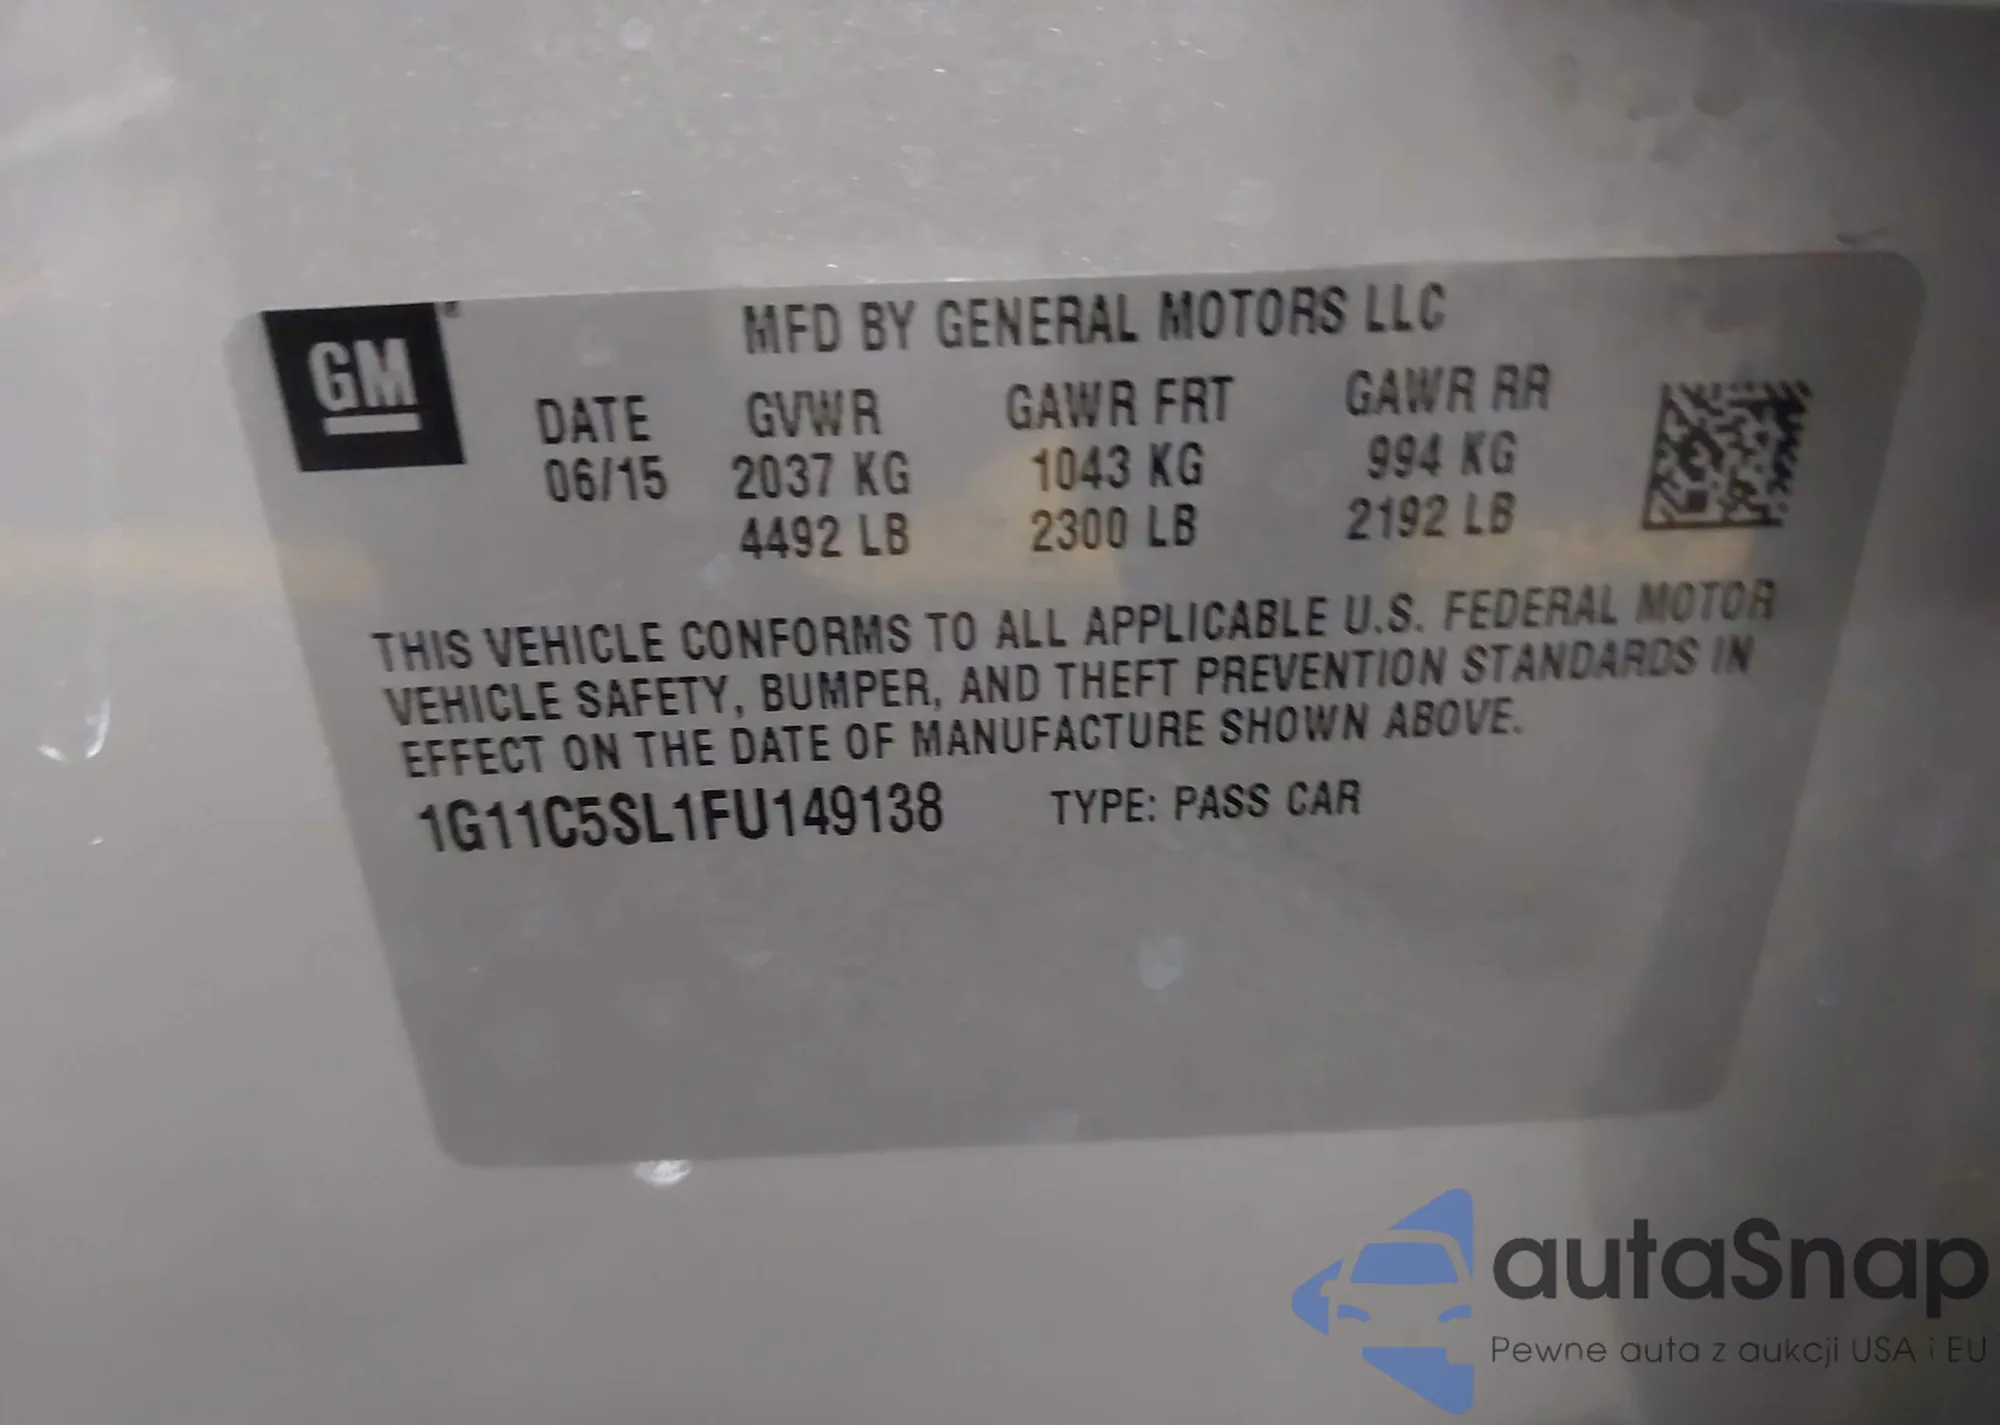 GM
MFD BY GENERAL MOTORS LLC
DATE GVWR GAWR FRT GAWR RR
06/15 2037 KG 1043 KG 994 KG
4492 LB 2300 LB 2192 LB
THIS VEHICLE CONFORMS TO ALL APPLICABLE U.S. FEDERAL MOTOR
VEHICLE SAFETY, BUMPER, AND THEFT PREVENTION STANDARDS IN
EFFECT ON THE DATE OF MANUFACTURE SHOWN ABOVE.
1G11C5SL1FU149138 TYPE: PASS CAR
autaSnap
Pewne auta z aukcji USA i EU